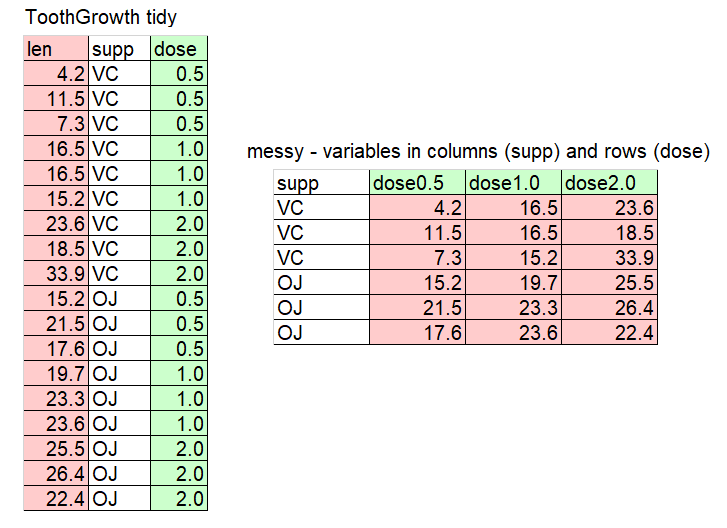 ToothGrowth tidy
len supp dose
4.2 VC 0.5
11.5 VC 0.5
7.3 VC 0.5
16.5 VC 1.0
16.5 VC 1.0
15.2 VC 1.0
23.6 VC 2.0
18.5 VC 2.0
33.9 VC 2.0
15.2 OJ 0.5
21.5 OJ 0.5
17.6 OJ 0.5
19.7 OJ 1.0
23.3 OJ 1.0
23.6 OJ 1.0
25.5 OJ 2.0
26.4 OJ 2.0
22.4 OJ 2.0
messy - variables in columns (supp) and rows (dose)
supp dose0.5 dose1.0 dose2.0
VC 4.2 16.5 23.6
VC 11.5 16.5 18.5
VC 7.3 15.2 33.9
OJ 15.2 19.7 25.5
OJ 21.5 23.3 26.4
OJ 17.6 23.6 22.4